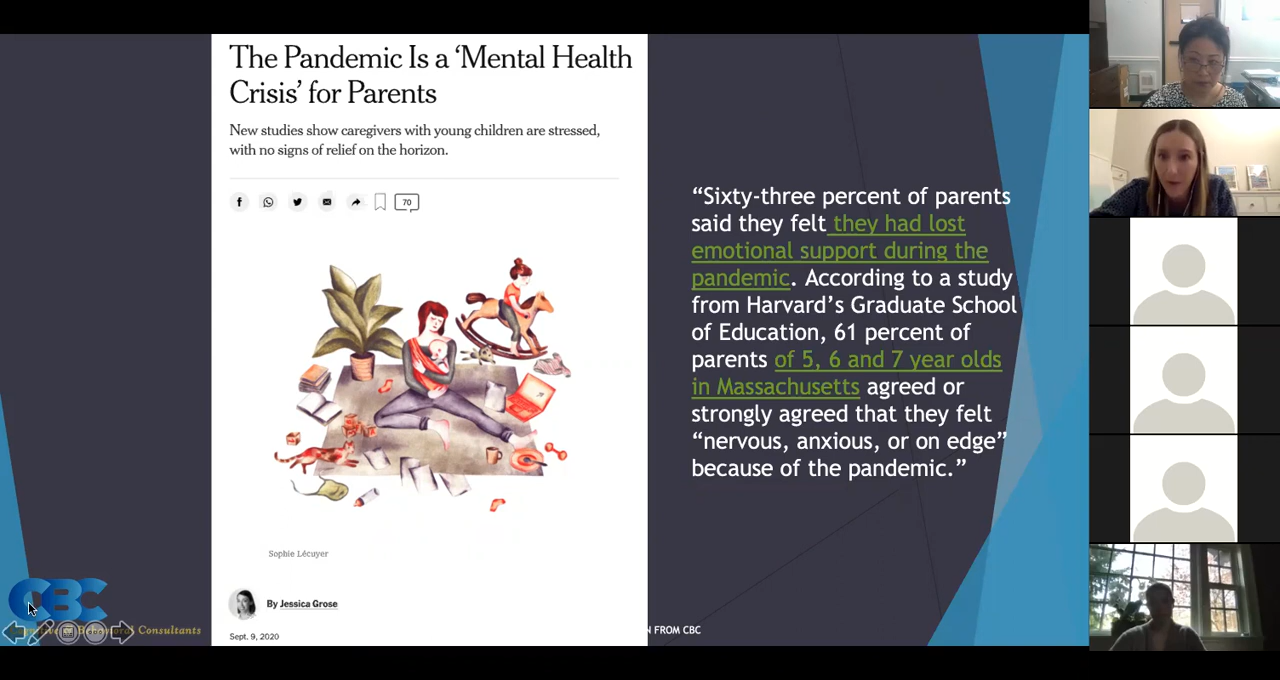 The Pandemic Is a ‘Mental Health
Crisis’ for Parents
New studies show caregivers with young children are stressed,
with no signs of relief on the horizon.
70
Sophie Lécuyer
By Jessica Grose
Sept. 9, 2020
“Sixty-three percent of parents
said they felt they had lost
emotional support during the
pandemic. According to a study
from Harvard’s Graduate School
of Education, 61 percent of
parents of 5, 6 and 7 year olds
in Massachusetts agreed or
strongly agreed that they felt
“nervous, anxious, or on edge”
because of the pandemic.”
CBC
Cognitive & Behavioral Consultants
FROM CBC